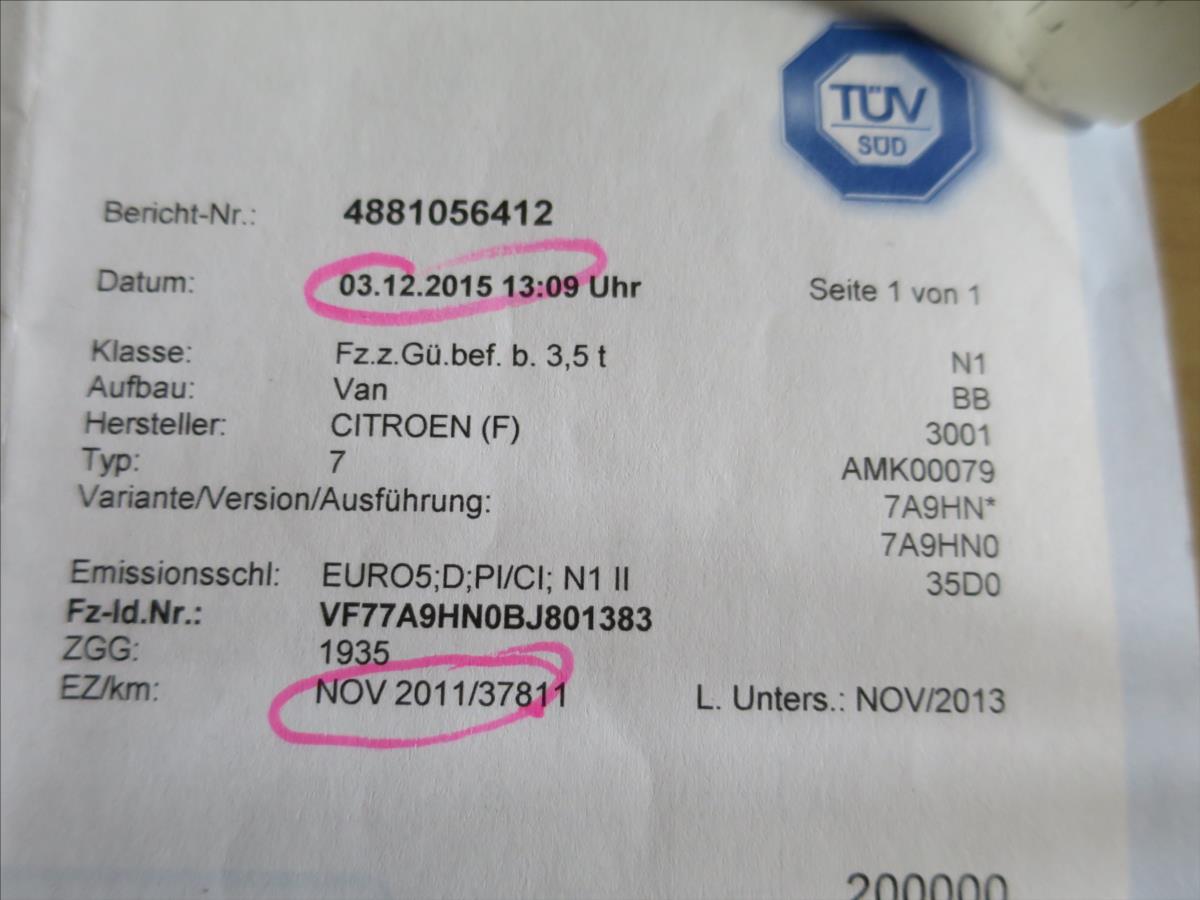 TÜV
SÜD
Bericht-Nr.: 4881056412
Datum: 03.12.2015 13:09 Uhr Seite 1 von 1
Klasse: Fz.z.Gü.bef. b. 3,5 t N1
Aufbau: Van BB
Hersteller: CITROEN (F) 3001
Typ: 7 AMK00079
Variante/Version/Ausführung: 7A9HN*
7A9HN0
Emissionsschl: EURO5;D;PI/CI; N1 II 35D0
Fz-Id.Nr.: VF77A9HN0BJ801383
ZGG: 1935
EZ/km: NOV 2011/37811 L. Unters.: NOV/2013
200000